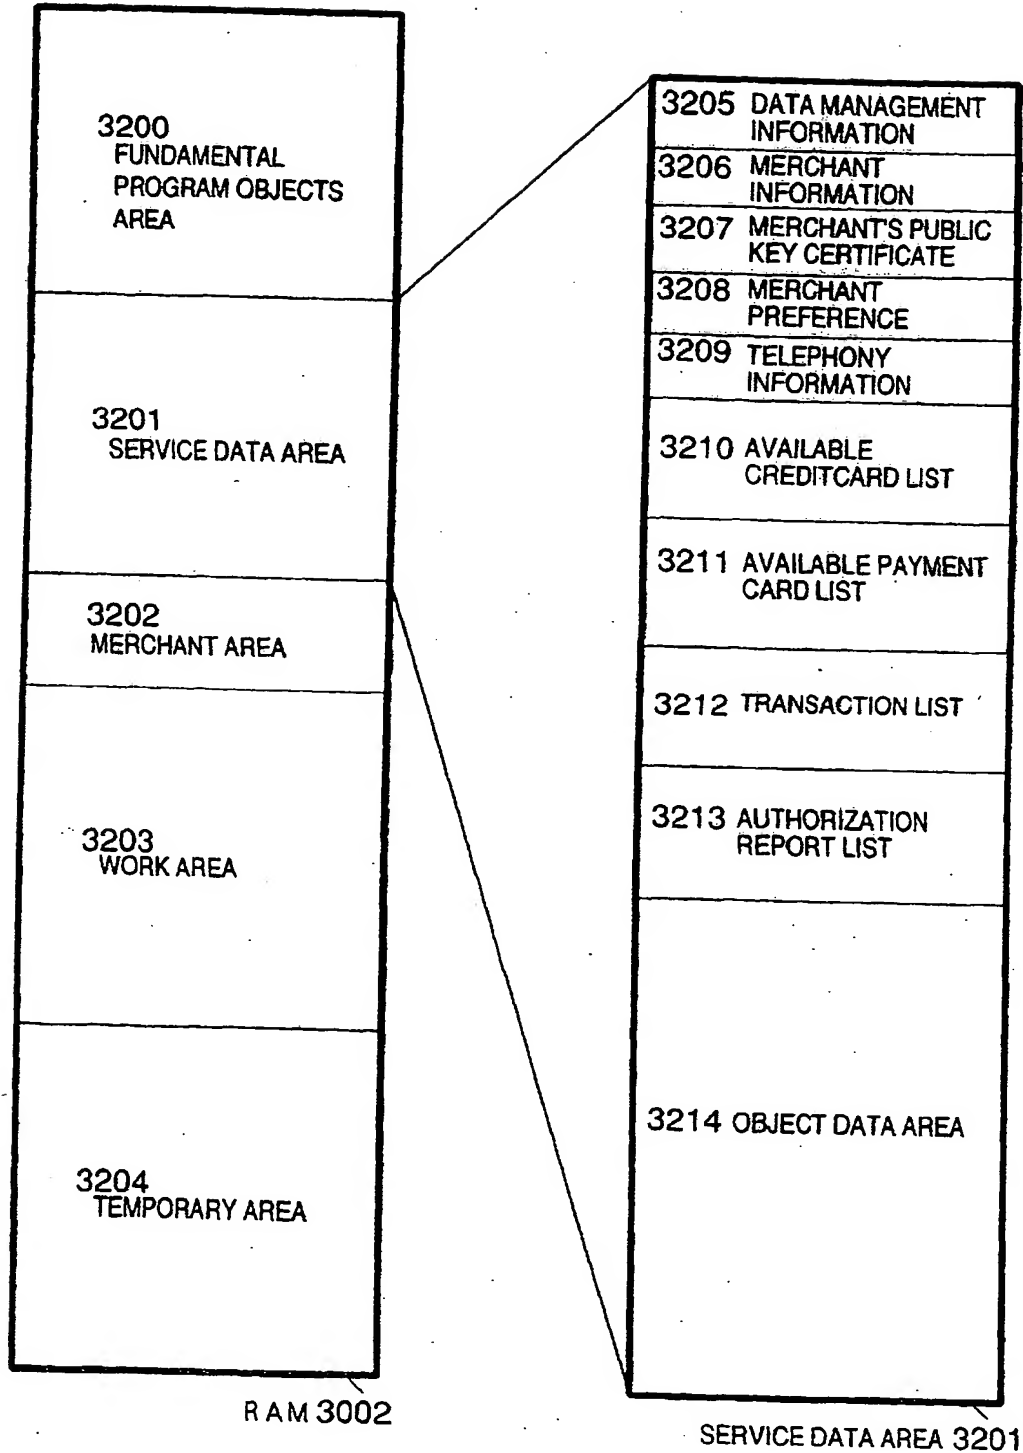 3200
FUNDAMENTAL
PROGRAM OBJECTS
AREA
3201
SERVICE DATA AREA
3202
MERCHANT AREA
3203
WORK AREA
3204
TEMPORARY AREA
RAM 3002
3205 DATA MANAGEMENT
INFORMATION
3206 MERCHANT
INFORMATION
3207 MERCHANT'S PUBLIC
KEY CERTIFICATE
3208 MERCHANT
PREFERENCE
3209 TELEPHONY
INFORMATION
3210 AVAILABLE
CREDITCARD LIST
3211 AVAILABLE PAYMENT
CARD LIST
3212 TRANSACTION LIST
3213 AUTHORIZATION
REPORT LIST
3214 OBJECT DATA AREA
SERVICE DATA AREA 3201